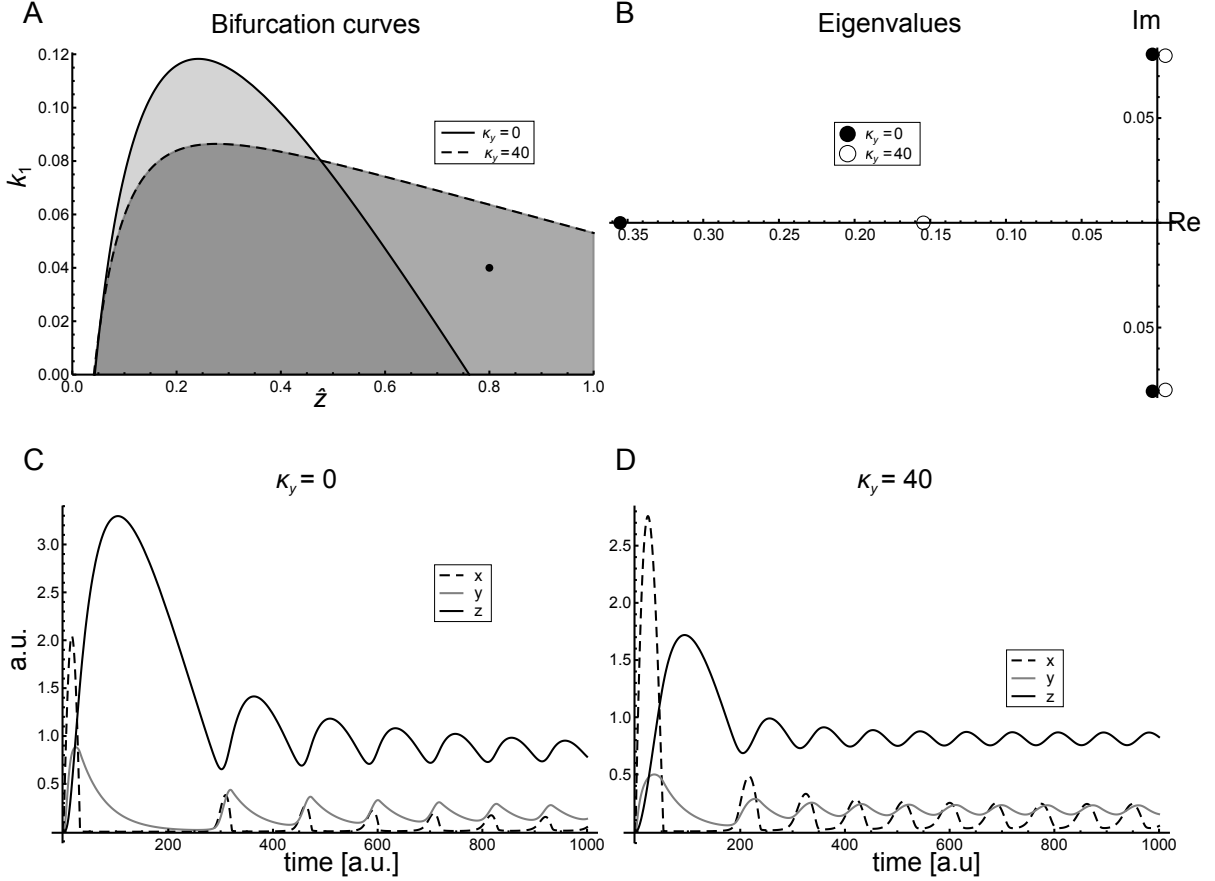 A
Bifurcation curves
0.12
0.10
0.08
0.06
0.04
0.02
0.00
k₁
0.0
0.2
0.4
0.6
0.8
1.0
ẑ
κy = 0
κy = 40
B
Eigenvalues
Im
0.05
Re
0.35
0.30
0.25
0.20
0.15
0.10
0.05
0.05
κy = 0
κy = 40
C
κy = 0
3.0
2.5
2.0
1.5
1.0
0.5
a.u.
200
400
600
800
1000
time [a.u.]
x
y
z
D
κy = 40
2.5
2.0
1.5
1.0
0.5
200
400
600
800
1000
time [a.u]
x
y
z